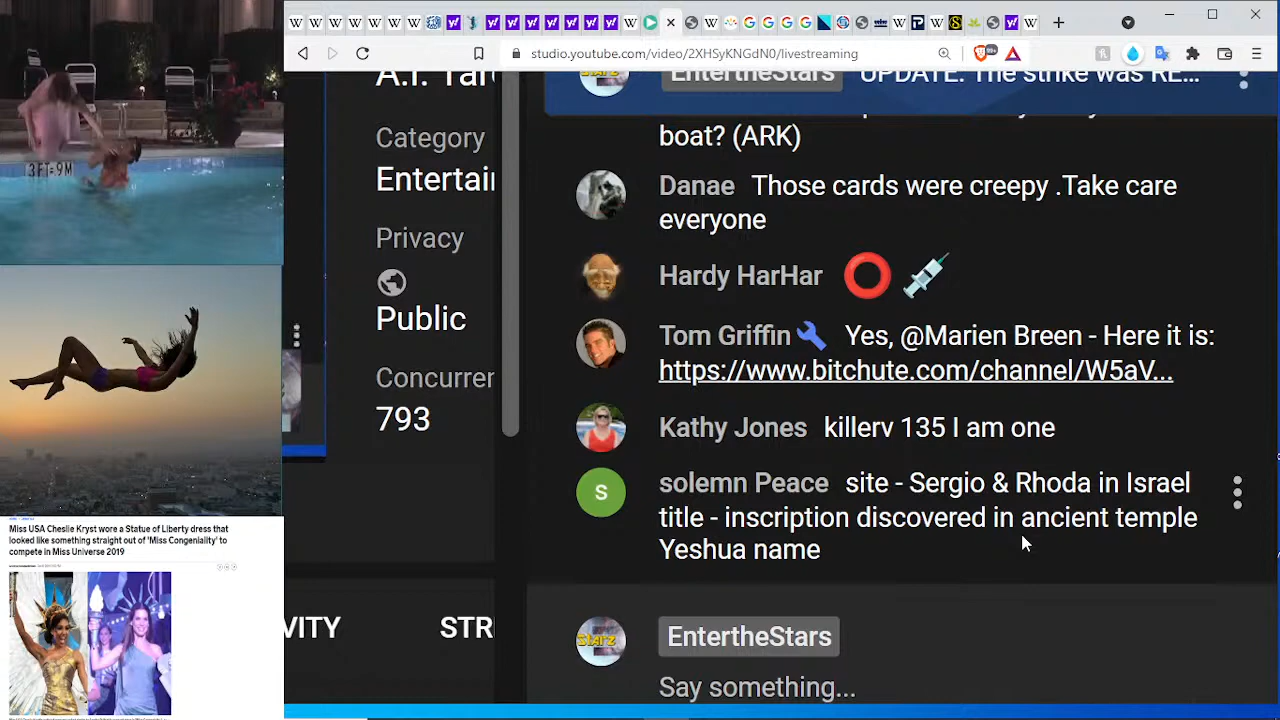 3FT-9M
Miss USA Cheslie Kryst wore a Statue of Liberty dress that
looked like something straight out of 'Miss Congeniality' to
compete in Miss Universe 2019
studio.youtube.com/video/2XHSyKNGdN0/livestreaming
99+
A.I. Tar
Category
Entertai
Privacy
Public
Concurrer
793
VITY
STR
EntertheStars UPDATE: The strike was RE...
boat? (ARK)
Danae Those cards were creepy .Take care
everyone
Hardy HarHar ⭕ 💉
Tom Griffin Yes, @Marien Breen - Here it is:
https://www.bitchute.com/channel/W5aV...
Kathy Jones killerv 135 I am one
S
solemn Peace site - Sergio & Rhoda in Israel
title - inscription discovered in ancient temple
Yeshua name
Starz
EntertheStars
Say something...